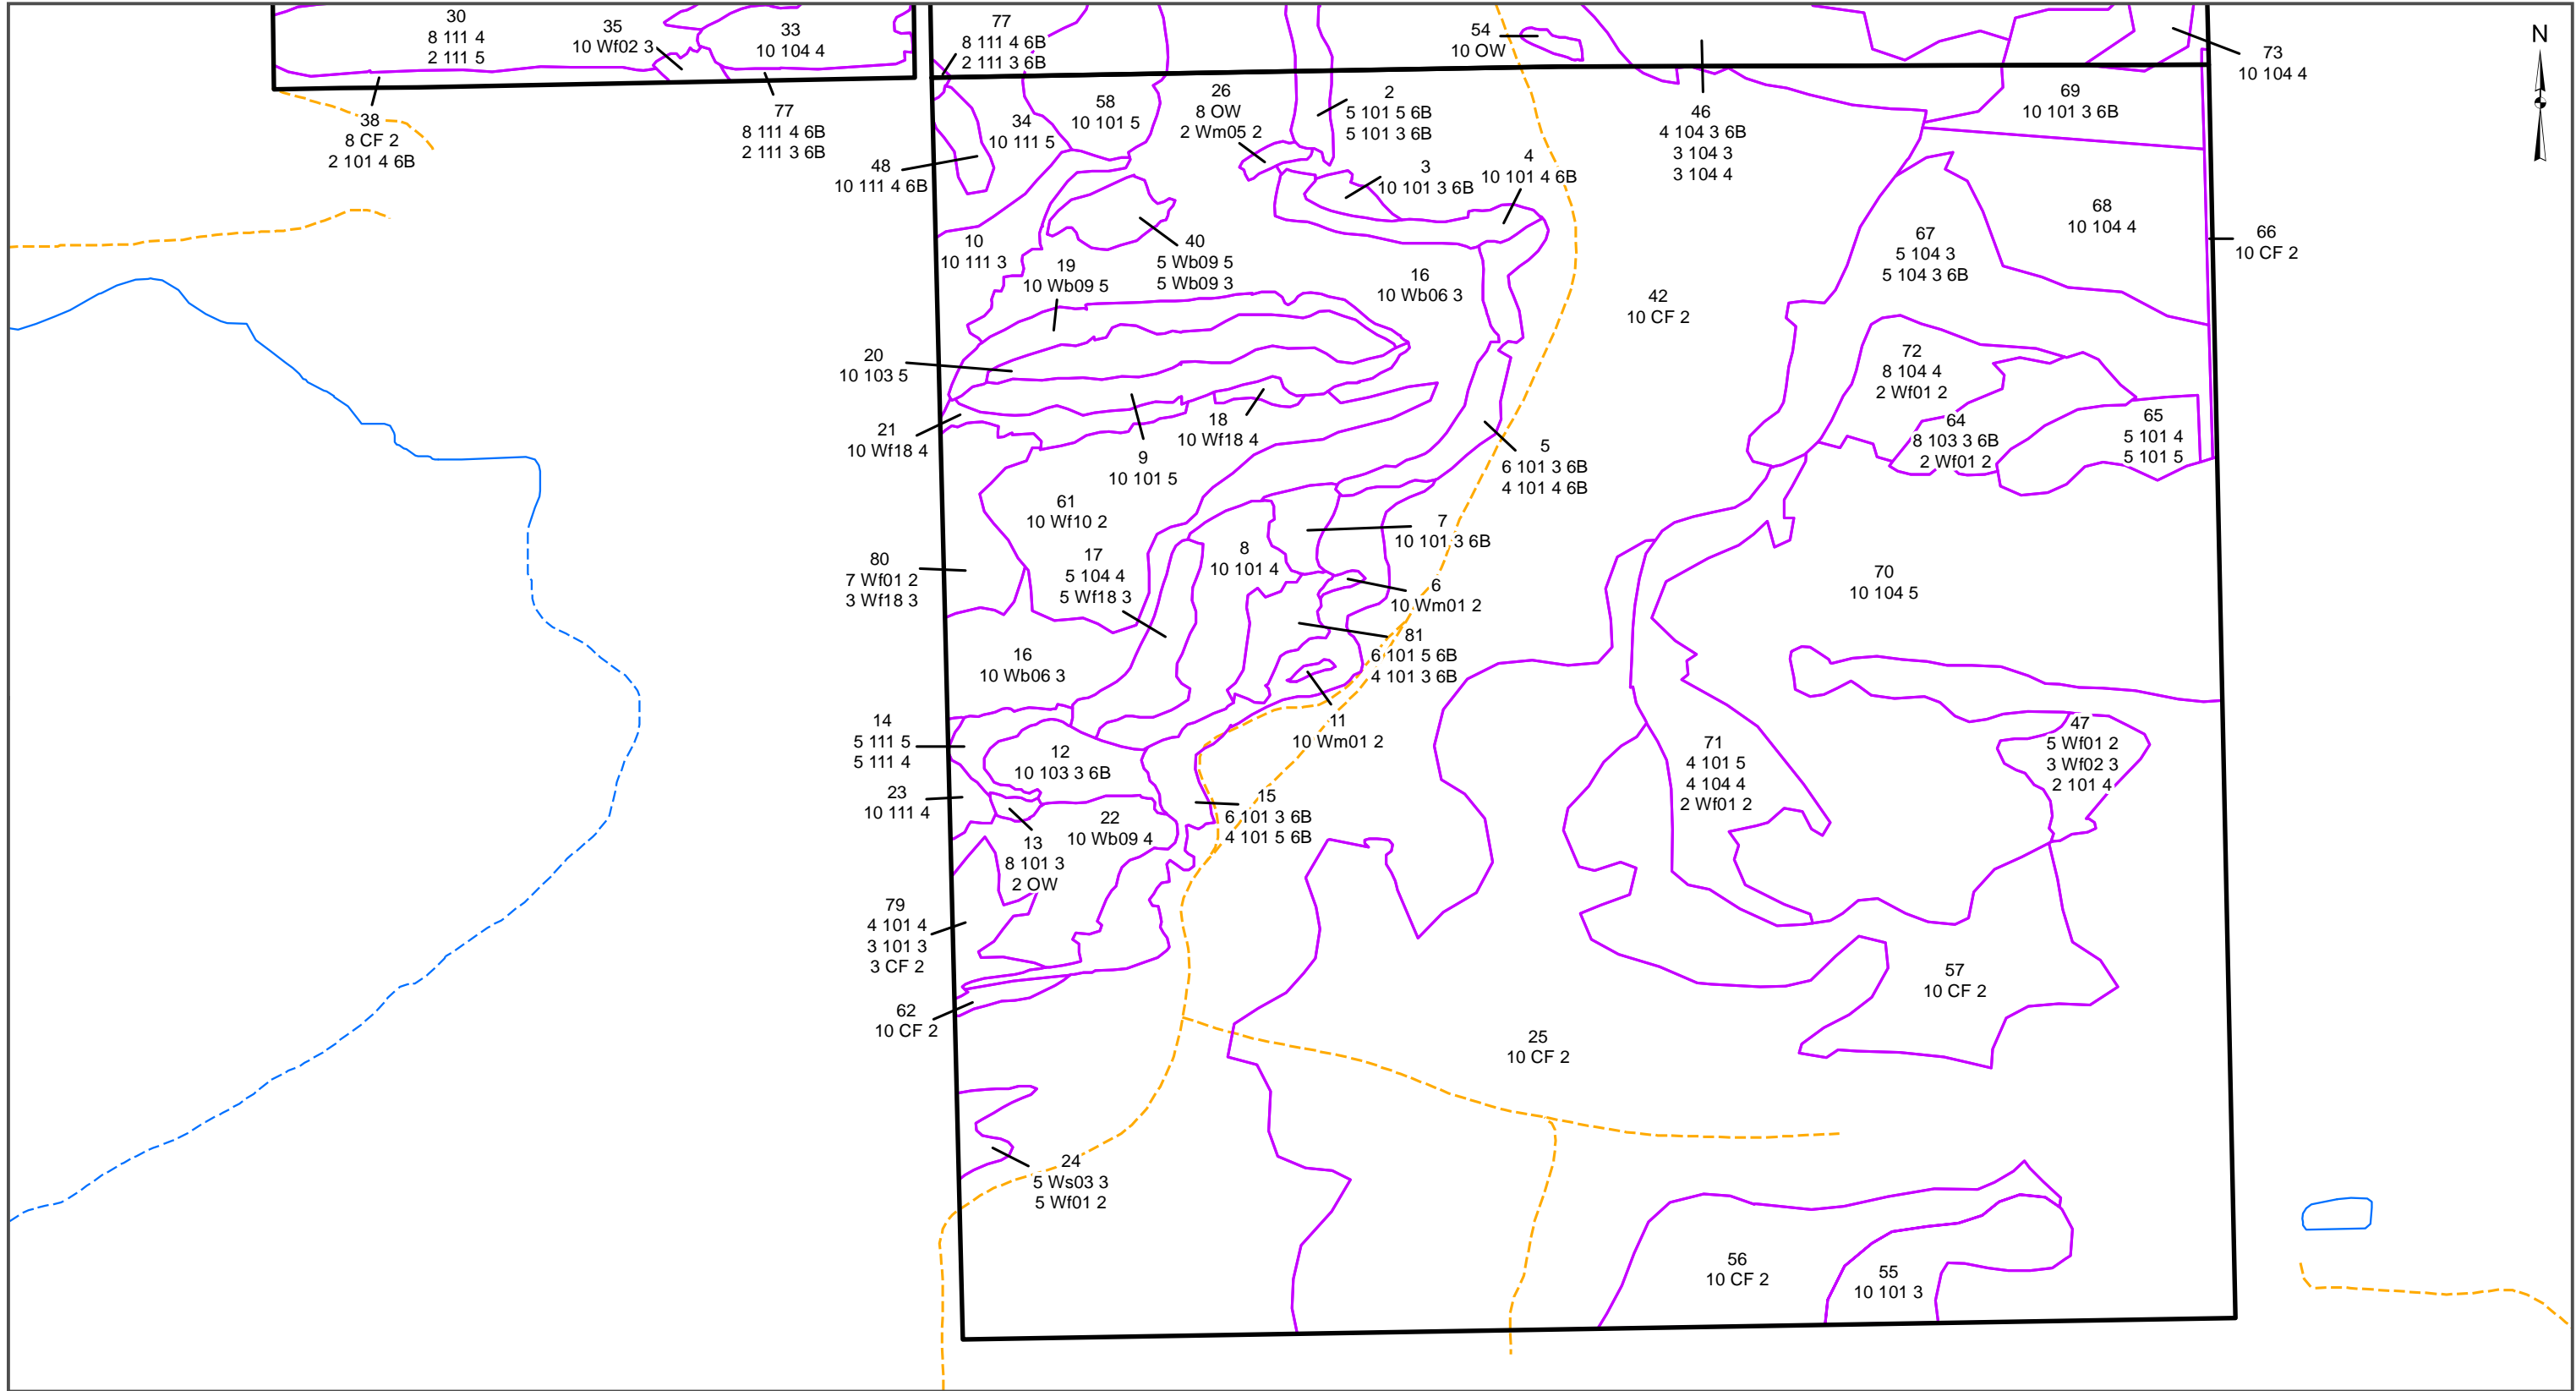 30
8 111 4
2 111 5
35
10 Wf02 3
33
10 104 4
77
8 111 4 6B
2 111 3 6B
54
10 OW
73
10 104 4
N
38
8 CF 2
2 101 4 6B
77
8 111 4 6B
2 111 3 6B
48
10 111 4 6B
34
10 111 5
58
10 101 5
26
8 OW
2 Wm05 2
2
5 101 5 6B
5 101 3 6B
3
10 101 3 6B
4
10 101 4 6B
46
4 104 3 6B
3 104 3
3 104 4
69
10 101 3 6B
68
10 104 4
66
10 CF 2
67
5 104 3
5 104 3 6B
10
10 111 3
19
10 Wb09 5
40
5 Wb09 5
5 Wb09 3
16
10 Wb06 3
42
10 CF 2
20
10 103 5
72
8 104 4
2 Wf01 2
64
8 103 3 6B
2 Wf01 2
65
5 101 4
5 101 5
21
10 Wf18 4
18
10 Wf18 4
9
10 101 5
5
6 101 3 6B
4 101 4 6B
61
10 Wf10 2
7
10 101 3 6B
80
7 Wf01 2
3 Wf18 3
17
5 104 4
5 Wf18 3
8
10 101 4
6
10 Wm01 2
70
10 104 5
81
6 101 5 6B
4 101 3 6B
16
10 Wb06 3
11
10 Wm01 2
14
5 111 5
5 111 4
12
10 103 3 6B
71
4 101 5
4 104 4
2 Wf01 2
47
5 Wf01 2
3 Wf02 3
2 101 4
23
10 111 4
15
6 101 3 6B
4 101 5 6B
22
10 Wb09 4
13
8 101 3
2 OW
79
4 101 4
3 101 3
3 CF 2
57
10 CF 2
62
10 CF 2
25
10 CF 2
24
5 Ws03 3
5 Wf01 2
56
10 CF 2
55
10 101 3